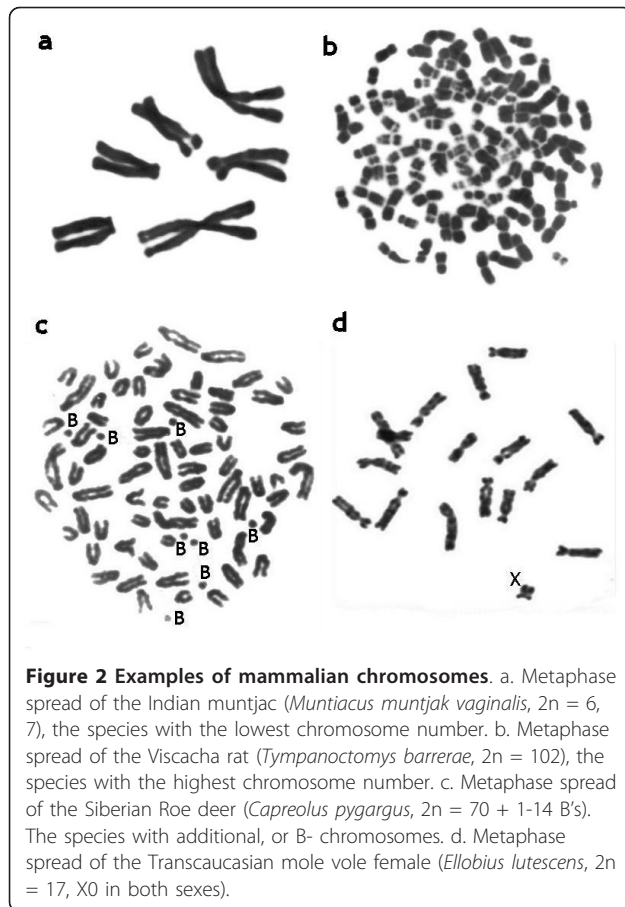 a
b
c
d
B
B
B
B
B
B
B
B
X
Figure 2 Examples of mammalian chromosomes. a. Metaphase
spread of the Indian muntjac (Muntiacus muntjak vaginalis, 2n = 6,
7), the species with the lowest chromosome number. b. Metaphase
spread of the Viscacha rat (Tympanoctomys barrerae, 2n = 102), the
species with the highest chromosome number. c. Metaphase spread
of the Siberian Roe deer (Capreolus pygargus, 2n = 70 + 1-14 B's).
The species with additional, or B- chromosomes. d. Metaphase
spread of the Transcaucasian mole vole female (Ellobius lutescens, 2n
= 17, X0 in both sexes).